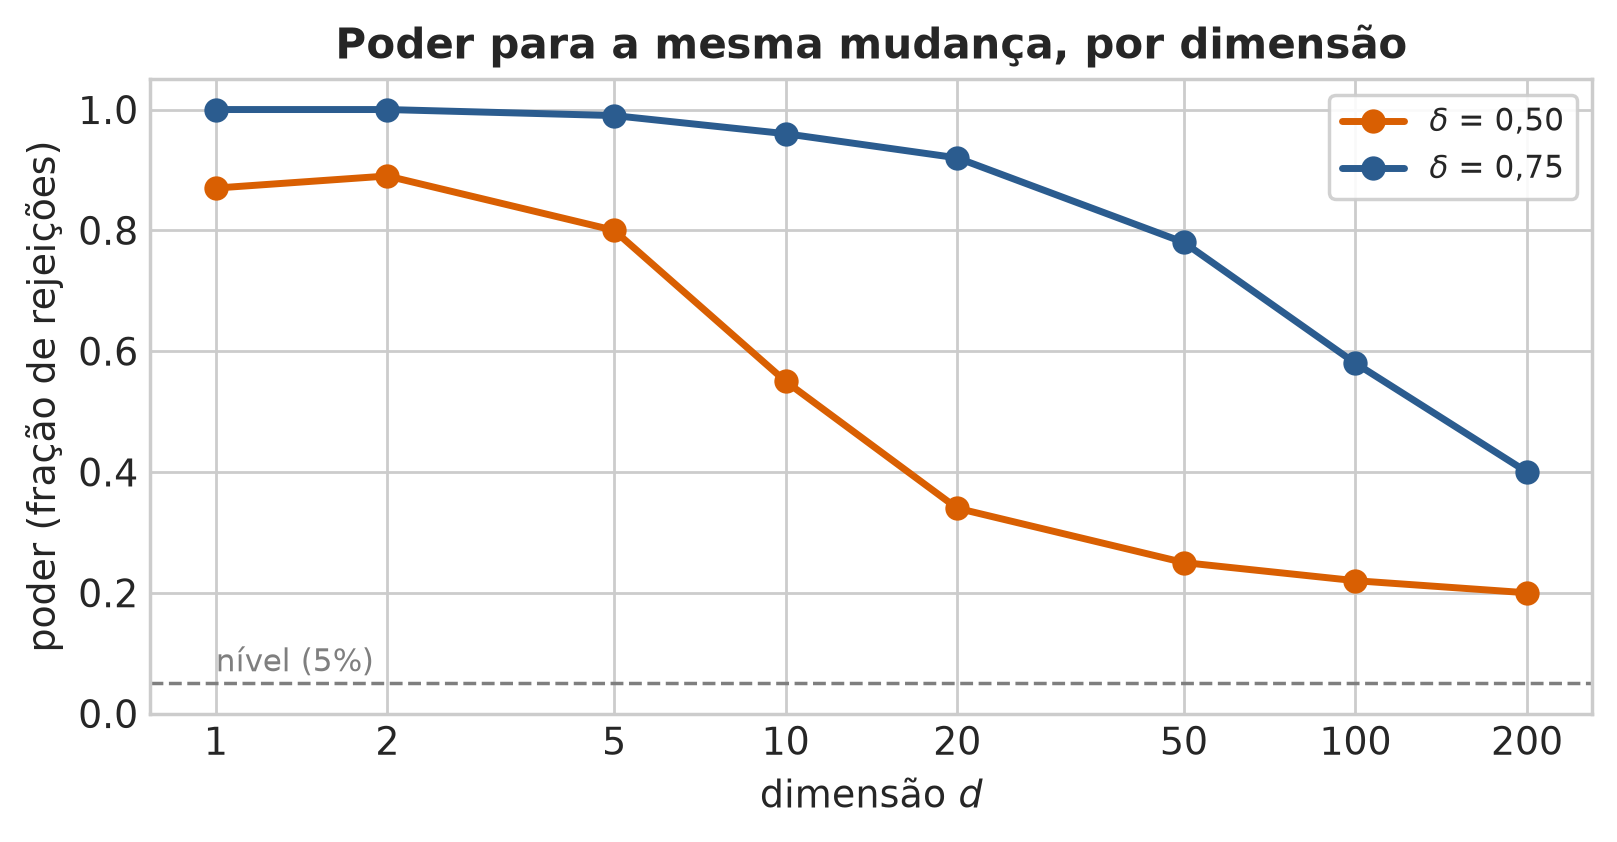 Poder para a mesma mudança, por dimensão
poder (fração de rejeições)
1.0
0.8
0.6
0.4
0.2
0.0
δ = 0,50
δ = 0,75
nível (5%)
1 2 5 10 20 50 100 200
dimensão d